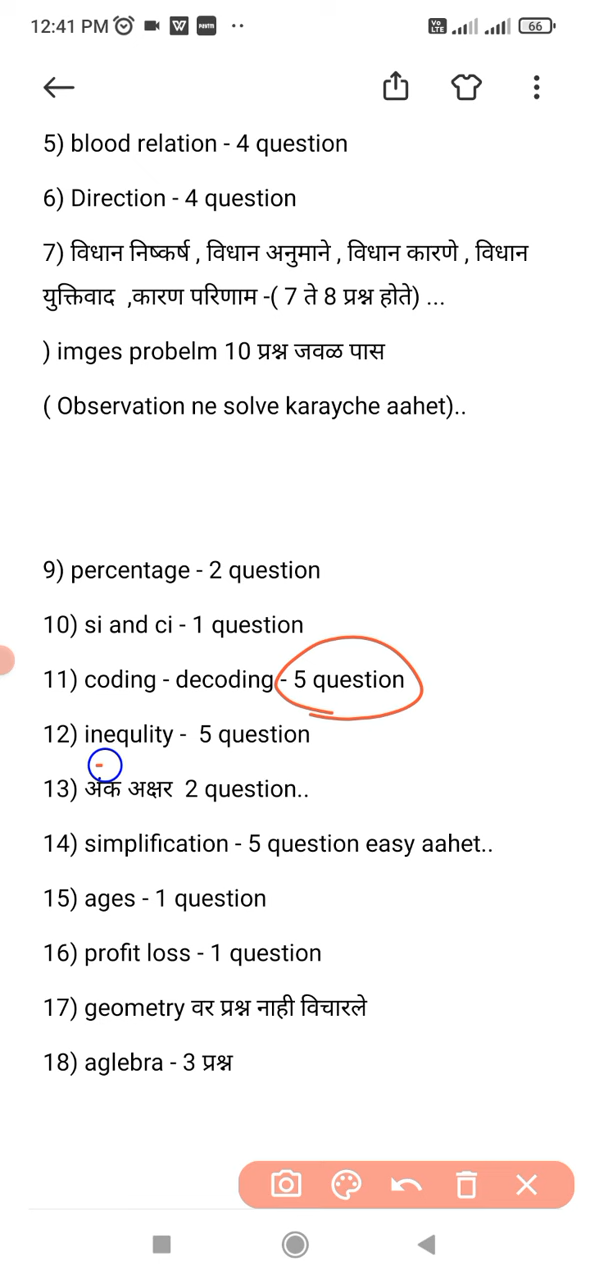 12:41 PM
Vo LTE 66
5) blood relation - 4 question
6) Direction - 4 question
7) विधान निष्कर्ष , विधान अनुमाने , विधान कारणे , विधान
युक्तिवाद ,कारण परिणाम -( 7 ते 8 प्रश्न होते) ...
) imges probelm 10 प्रश्न जवळ पास
( Observation ne solve karayche aahet)..
9) percentage - 2 question
10) si and ci - 1 question
11) coding - decoding - 5 question
12) inequlity - 5 question
13) अंक अक्षर 2 question..
14) simplification - 5 question easy aahet..
15) ages - 1 question
16) profit loss - 1 question
17) geometry वर प्रश्न नाही विचारले
18) aglebra - 3 प्रश्न